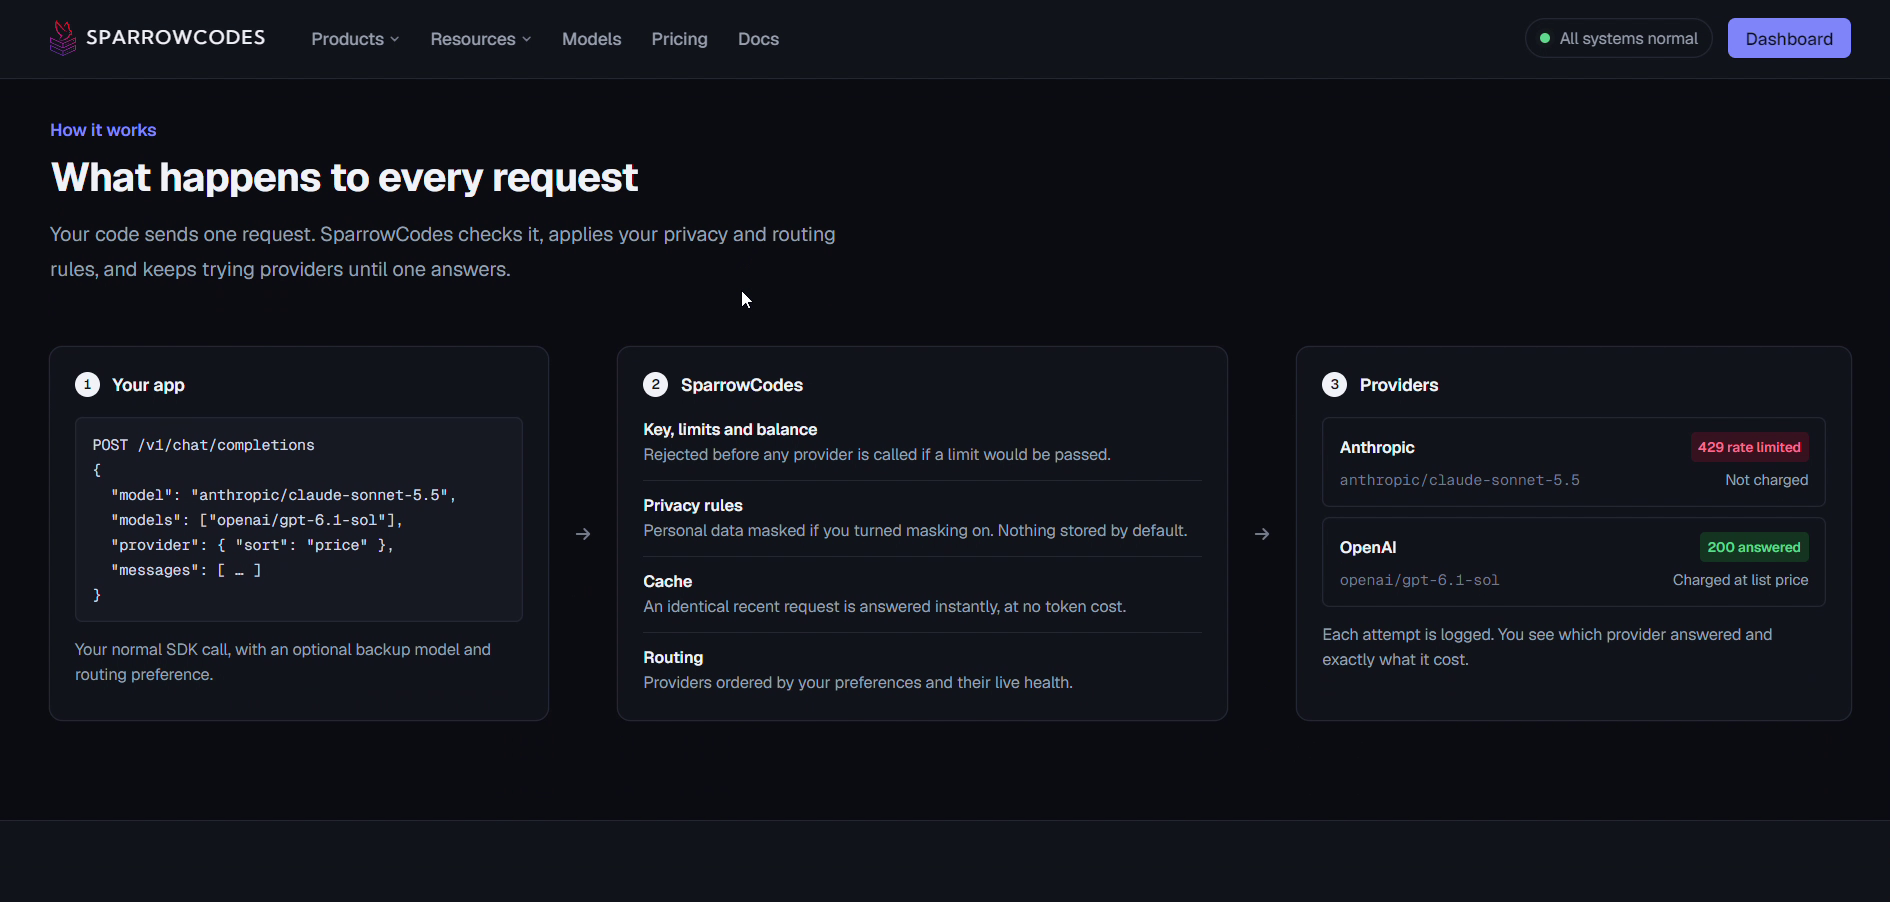 SPARROWCODES
Products
Resources
Models
Pricing
Docs
All systems normal
Dashboard
How it works
What happens to every request
Your code sends one request. SparrowCodes checks it, applies your privacy and routing
rules, and keeps trying providers until one answers.
1
Your app
POST /v1/chat/completions
{
"model": "anthropic/claude-sonnet-5.5",
"models": ["openai/gpt-6.1-sol"],
"provider": { "sort": "price" },
"messages": [ … ]
}
Your normal SDK call, with an optional backup model and
routing preference.
→
2
SparrowCodes
Key, limits and balance
Rejected before any provider is called if a limit would be passed.
Privacy rules
Personal data masked if you turned masking on. Nothing stored by default.
Cache
An identical recent request is answered instantly, at no token cost.
Routing
Providers ordered by your preferences and their live health.
→
3
Providers
Anthropic
429 rate limited
anthropic/claude-sonnet-5.5
Not charged
OpenAI
200 answered
openai/gpt-6.1-sol
Charged at list price
Each attempt is logged. You see which provider answered and
exactly what it cost.